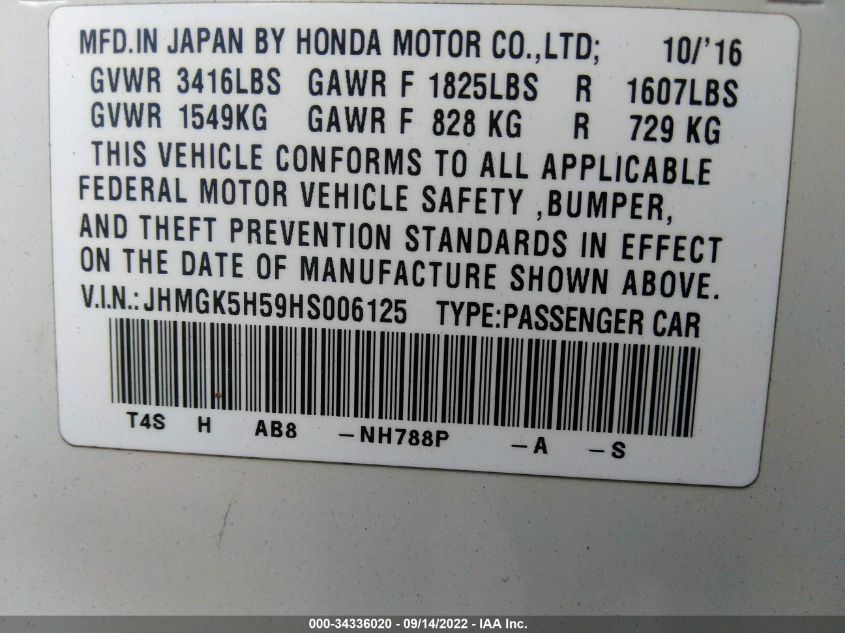 MFD.IN JAPAN BY HONDA MOTOR CO.,LTD; 10/'16
GVWR 3416LBS GAWR F 1825LBS R 1607LBS
GVWR 1549KG GAWR F 828 KG R 729 KG
THIS VEHICLE CONFORMS TO ALL APPLICABLE
FEDERAL MOTOR VEHICLE SAFETY ,BUMPER,
AND THEFT PREVENTION STANDARDS IN EFFECT
ON THE DATE OF MANUFACTURE SHOWN ABOVE.
V.I.N.:JHMGK5H59HS006125 TYPE:PASSENGER CAR
T4S H AB8 -NH788P -A -S
000-34336020 - 09/14/2022 - IAA Inc.